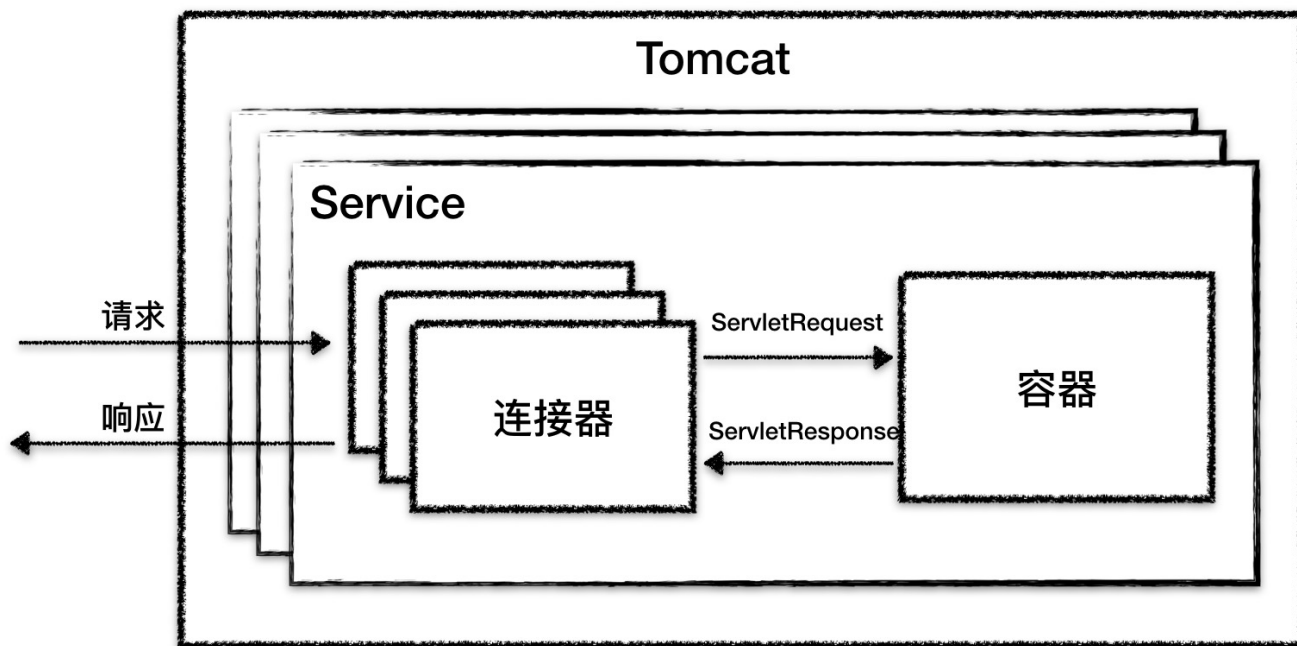 Tomcat
Service
请求
响应
连接器
ServletRequest
ServletResponse
容器